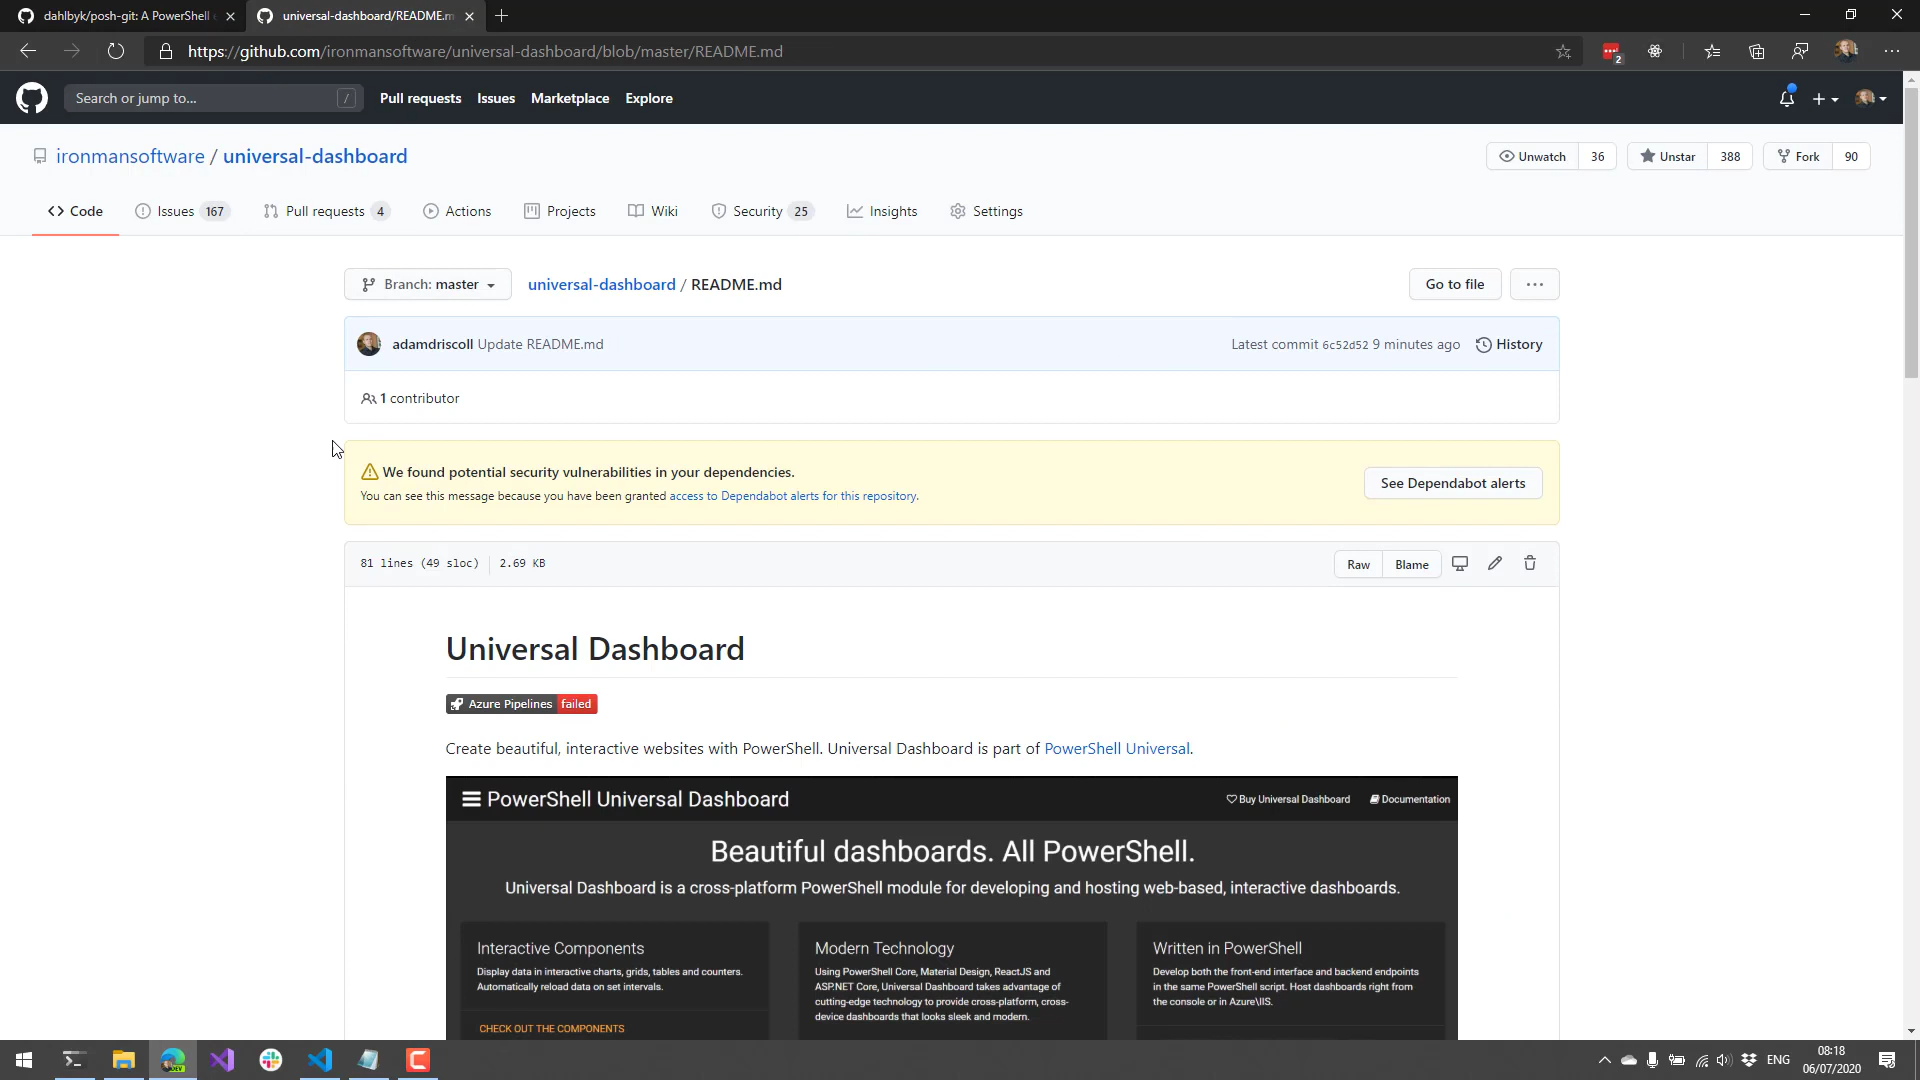 dahlbyk/posh-git: A PowerShell
universal-dashboard/README.m
https://github.com/ironmansoftware/universal-dashboard/blob/master/README.md
2
Search or jump to...
/
Pull requests
Issues
Marketplace
Explore
ironmansoftware / universal-dashboard
Unwatch 36
Unstar 388
Fork 90
Code
Issues 167
Pull requests 4
Actions
Projects
Wiki
Security 25
Insights
Settings
Branch: master
universal-dashboard / README.md
Go to file
adamdriscoll Update README.md
Latest commit 6c52d52 9 minutes ago
History
1 contributor
We found potential security vulnerabilities in your dependencies.
You can see this message because you have been granted access to Dependabot alerts for this repository.
See Dependabot alerts
81 lines (49 sloc) 2.69 KB
Raw
Blame
Universal Dashboard
Azure Pipelines failed
Create beautiful, interactive websites with PowerShell. Universal Dashboard is part of PowerShell Universal.
PowerShell Universal Dashboard
Buy Universal Dashboard
Documentation
Beautiful dashboards. All PowerShell.
Universal Dashboard is a cross-platform PowerShell module for developing and hosting web-based, interactive dashboards.
Interactive Components
Display data in interactive charts, grids, tables and counters.
Automatically reload data on set intervals.
CHECK OUT THE COMPONENTS
Modern Technology
Using PowerShell Core, Material Design, ReactJS and
ASP.NET Core, Universal Dashboard takes advantage of
cutting-edge technology to provide cross-platform, cross-
device dashboards that looks sleek and modern.
Written in PowerShell
Develop both the front-end interface and backend endpoints
in the same PowerShell script. Host dashboards right from
the console or in Azure\IIS.
DEV
ENG
08:18
06/07/2020